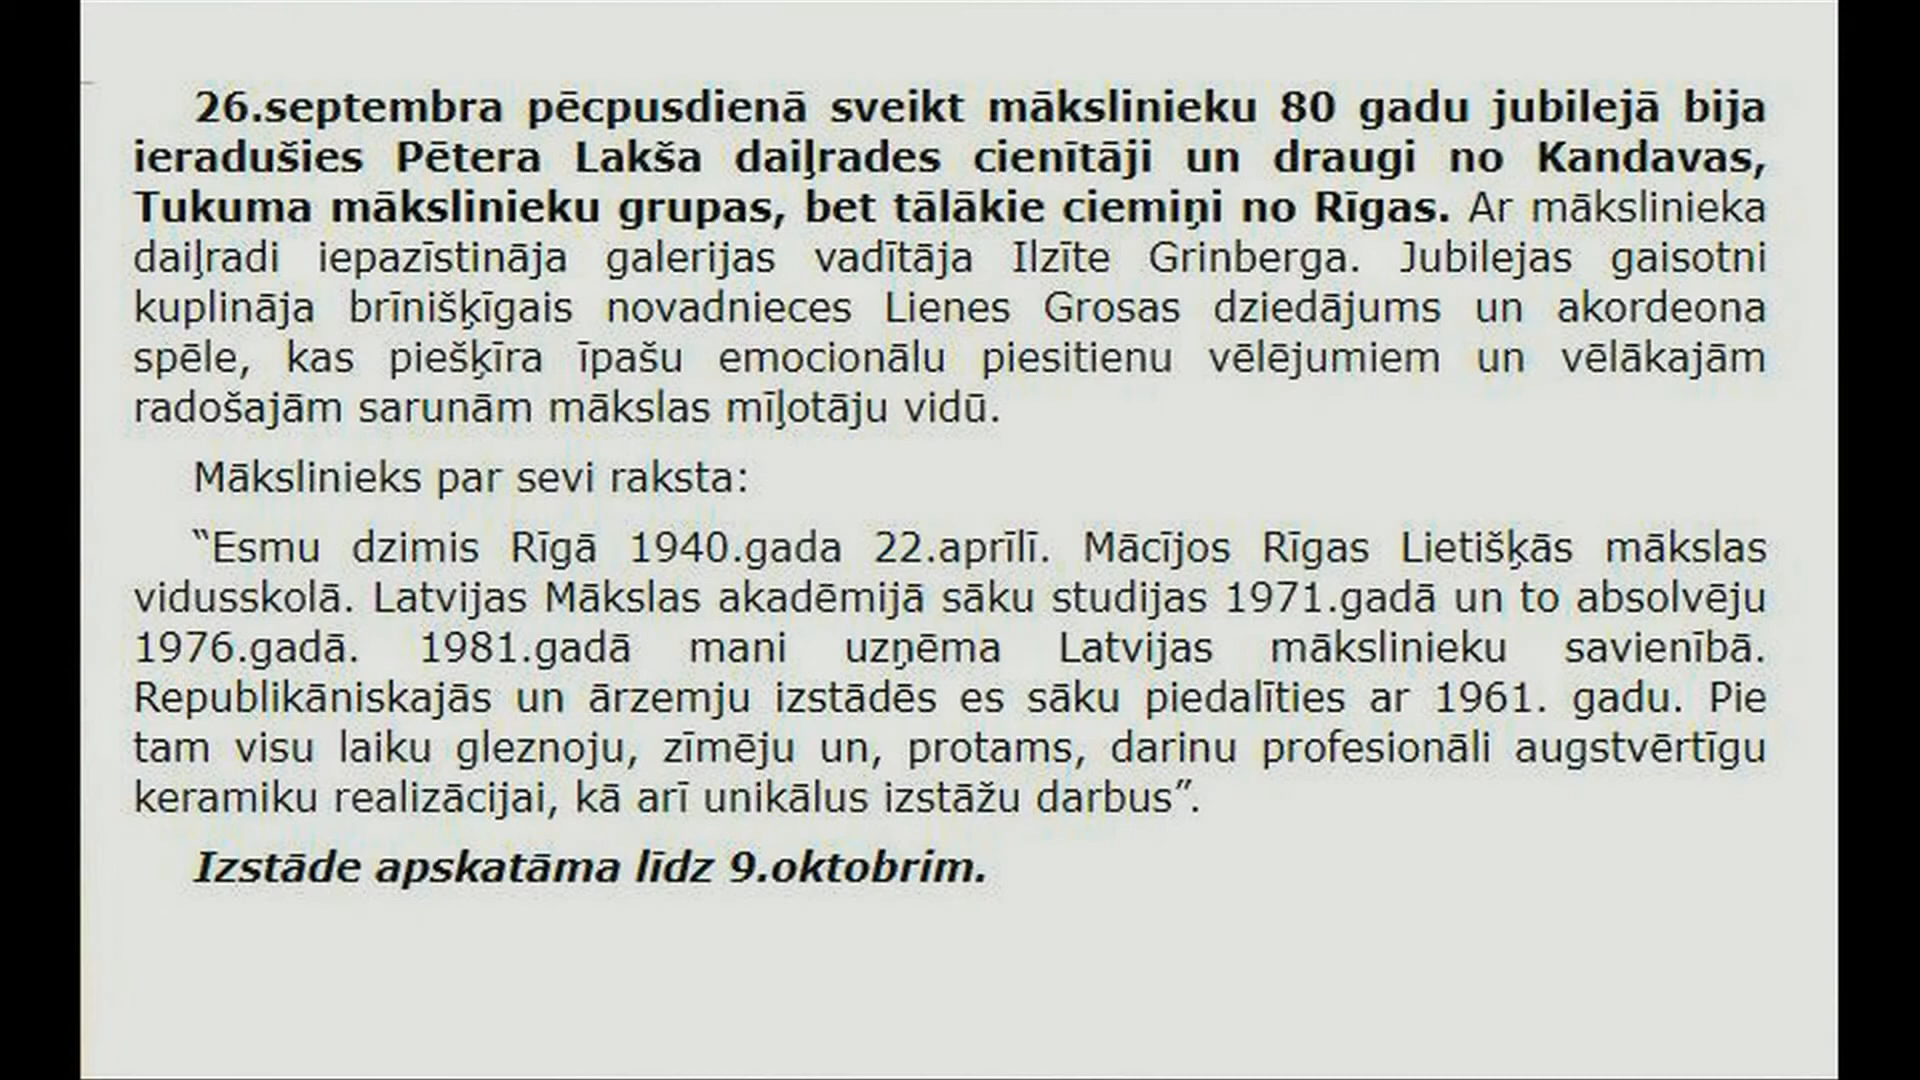 26.septembra pēcpusdienā sveikt mākslinieku 80 gadu jubilejā bija
ieradušies Pētera Lakša daiļrades cienītāji un draugi no Kandavas,
Tukuma mākslinieku grupas, bet tālākie ciemiņi no Rīgas. Ar mākslinieka
daiļradi iepazīstināja galerijas vadītāja Ilzīte Grinberga. Jubilejas gaisotni
kuplināja brīnišķīgais novadnieces Lienes Grosas dziedājums un akordeona
spēle, kas piešķīra īpašu emocionālu piesitienu vēlējumiem un vēlākajām
radošajām sarunām mākslas mīļotāju vidū.
Mākslinieks par sevi raksta:
“Esmu dzimis Rīgā 1940.gada 22.aprīlī. Mācījos Rīgas Lietišķās mākslas
vidusskolā. Latvijas Mākslas akadēmijā sāku studijas 1971.gadā un to absolvēju
1976.gadā. 1981.gadā mani uzņēma Latvijas mākslinieku savienībā.
Republikāniskajās un ārzemju izstādēs es sāku piedalīties ar 1961. gadu. Pie
tam visu laiku gleznoju, zīmēju un, protams, darinu profesionāli augstvērtīgu
keramiku realizācijai, kā arī unikālus izstāžu darbus”.
Izstāde apskatāma līdz 9.oktobrim.